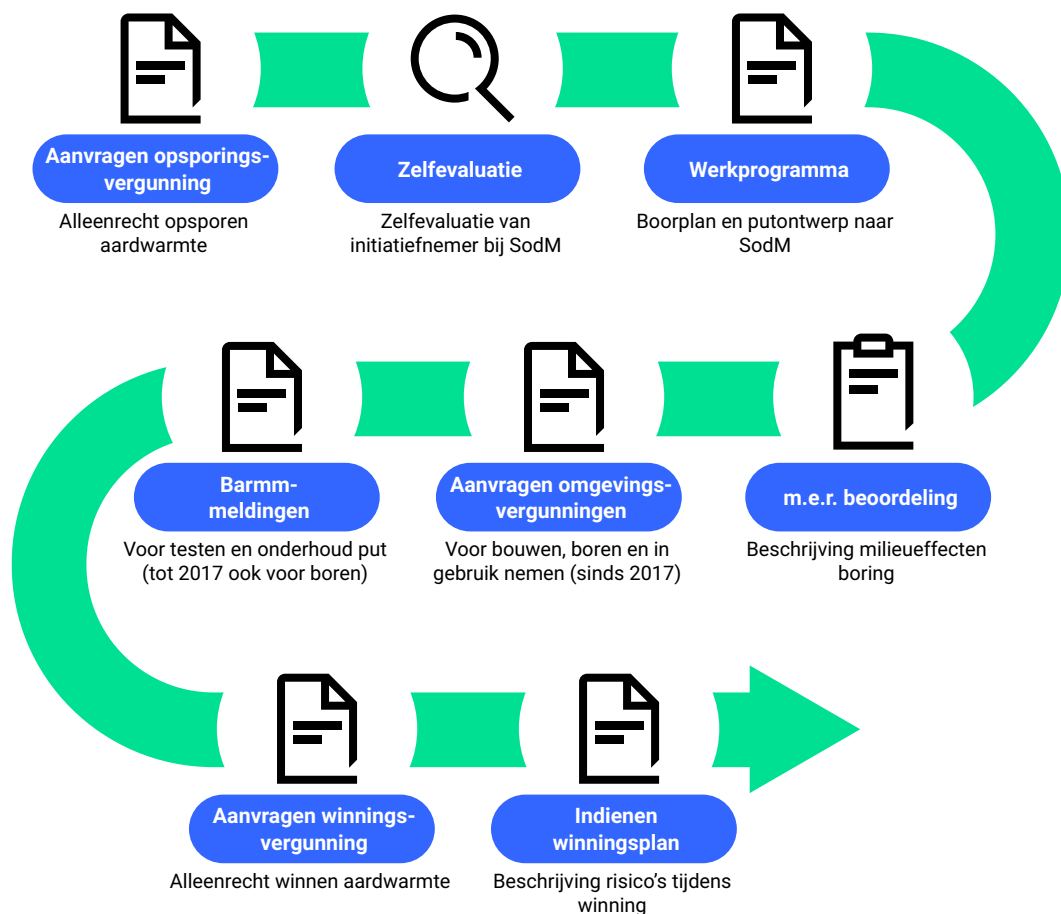 Aanvragen opsporings-
vergunning
Alleenrecht opsporen
aardwarmte
Zelfevaluatie
Zelfevaluatie van
initiatiefnemer bij SodM
Werkprogramma
Boorplan en putontwerp naar
SodM
Barmm-
meldingen
Voor testen en onderhoud put
(tot 2017 ook voor boren)
Aanvragen omgevings-
vergunningen
Voor bouwen, boren en in
gebruik nemen (sinds 2017)
m.e.r. beoordeling
Beschrijving milieueffecten
boring
Aanvragen winnings-
vergunning
Alleenrecht winnen aardwarmte
Indienen
winningsplan
Beschrijving risico's tijdens
winning